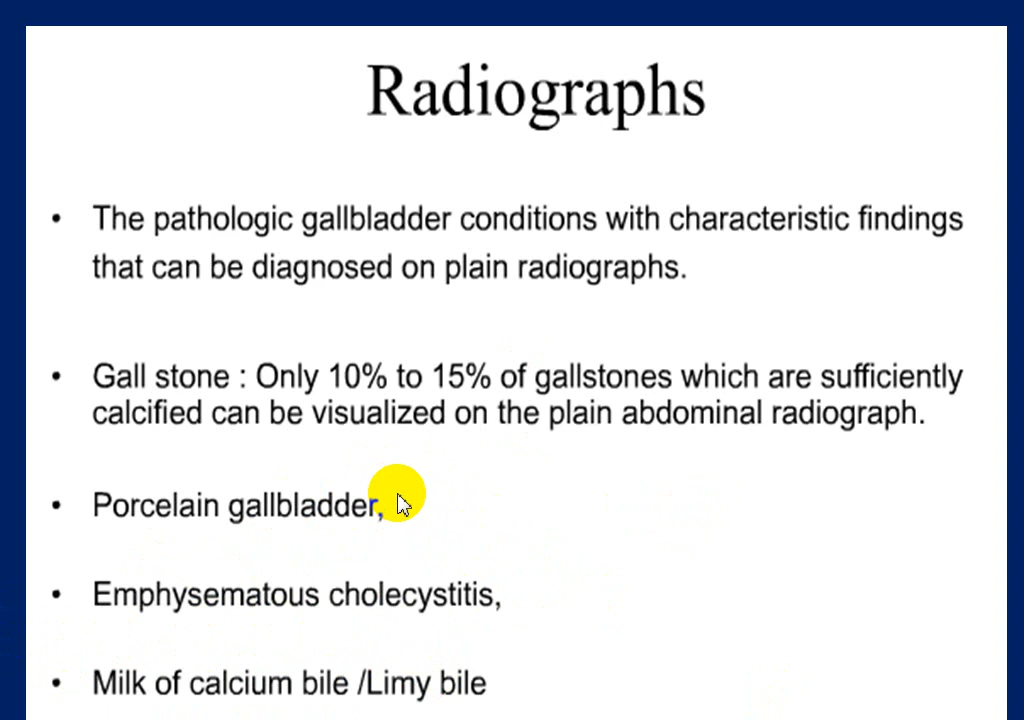 Radiographs
• The pathologic gallbladder conditions with characteristic findings
that can be diagnosed on plain radiographs.
• Gall stone : Only 10% to 15% of gallstones which are sufficiently
calcified can be visualized on the plain abdominal radiograph.
• Porcelain gallbladder,
• Emphysematous cholecystitis,
• Milk of calcium bile /Limy bile